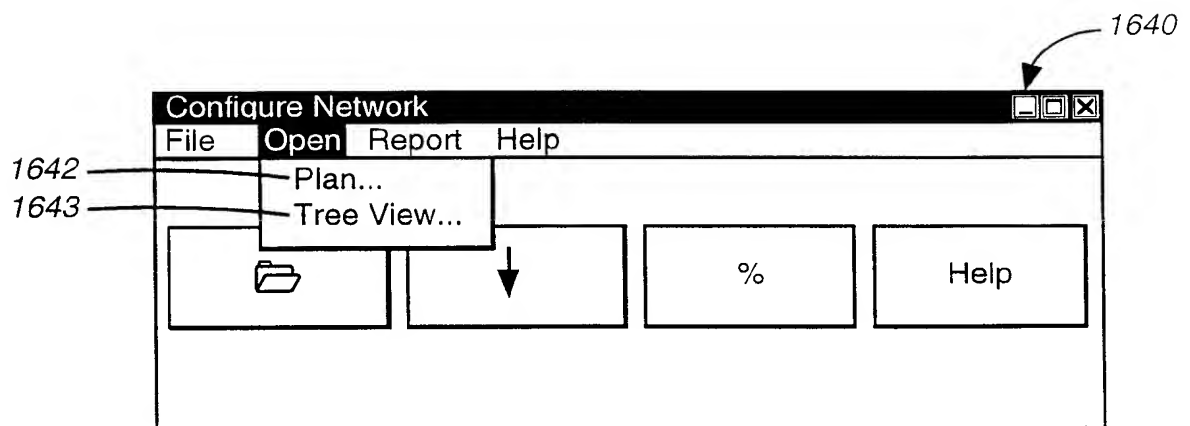 1640
Configure Network
File Open Report Help
1642 Plan...
1643 Tree View...
% Help